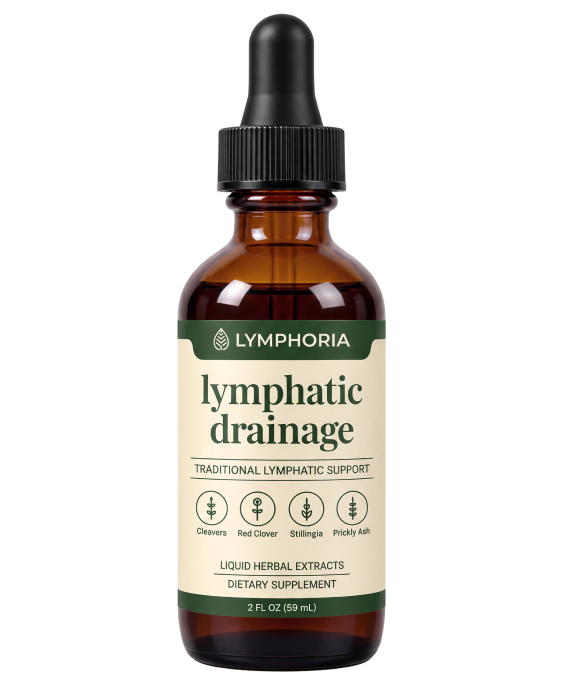 LYMPHORIA
lymphatic
drainage
TRADITIONAL LYMPHATIC SUPPORT
Cleavers Red Clover Stillingia Prickly Ash
LIQUID HERBAL EXTRACTS
DIETARY SUPPLEMENT
2 FL OZ (59 mL)